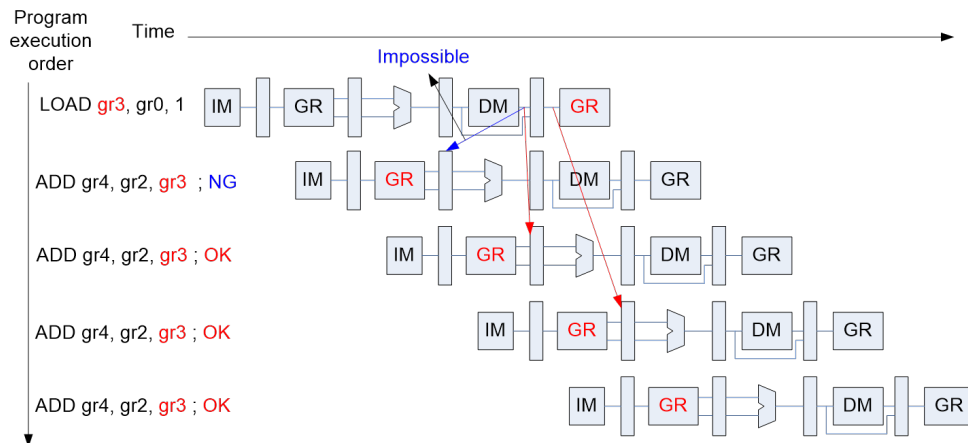 Program
execution
order
Time
Impossible
LOAD gr3, gr0, 1
IM GR DM GR
ADD gr4, gr2, gr3 ; NG
IM GR DM GR
ADD gr4, gr2, gr3 ; OK
IM GR DM GR
ADD gr4, gr2, gr3 ; OK
IM GR DM GR
ADD gr4, gr2, gr3 ; OK
IM GR DM GR